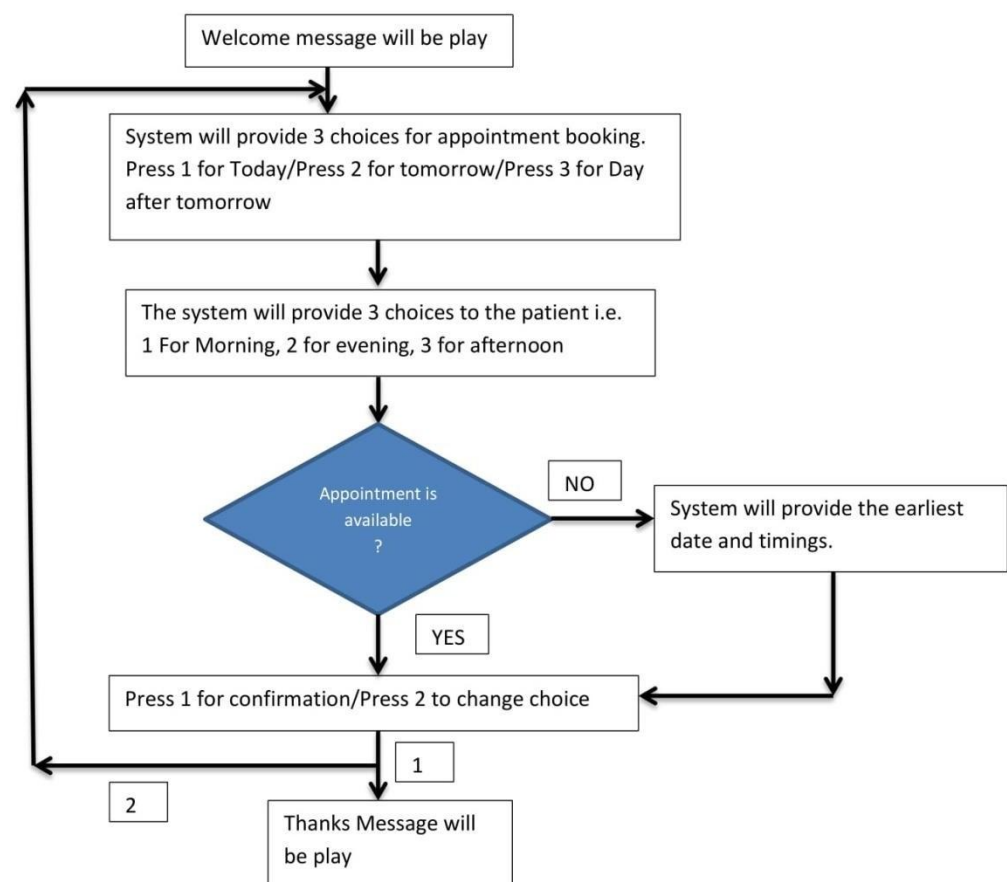 Welcome message will be play
System will provide 3 choices for appointment booking.
Press 1 for Today/Press 2 for tomorrow/Press 3 for Day
after tomorrow
The system will provide 3 choices to the patient i.e.
1 For Morning, 2 for evening, 3 for afternoon
Appointment is
available
?
NO
System will provide the earliest
date and timings.
YES
Press 1 for confirmation/Press 2 to change choice
1
2
Thanks Message will
be play